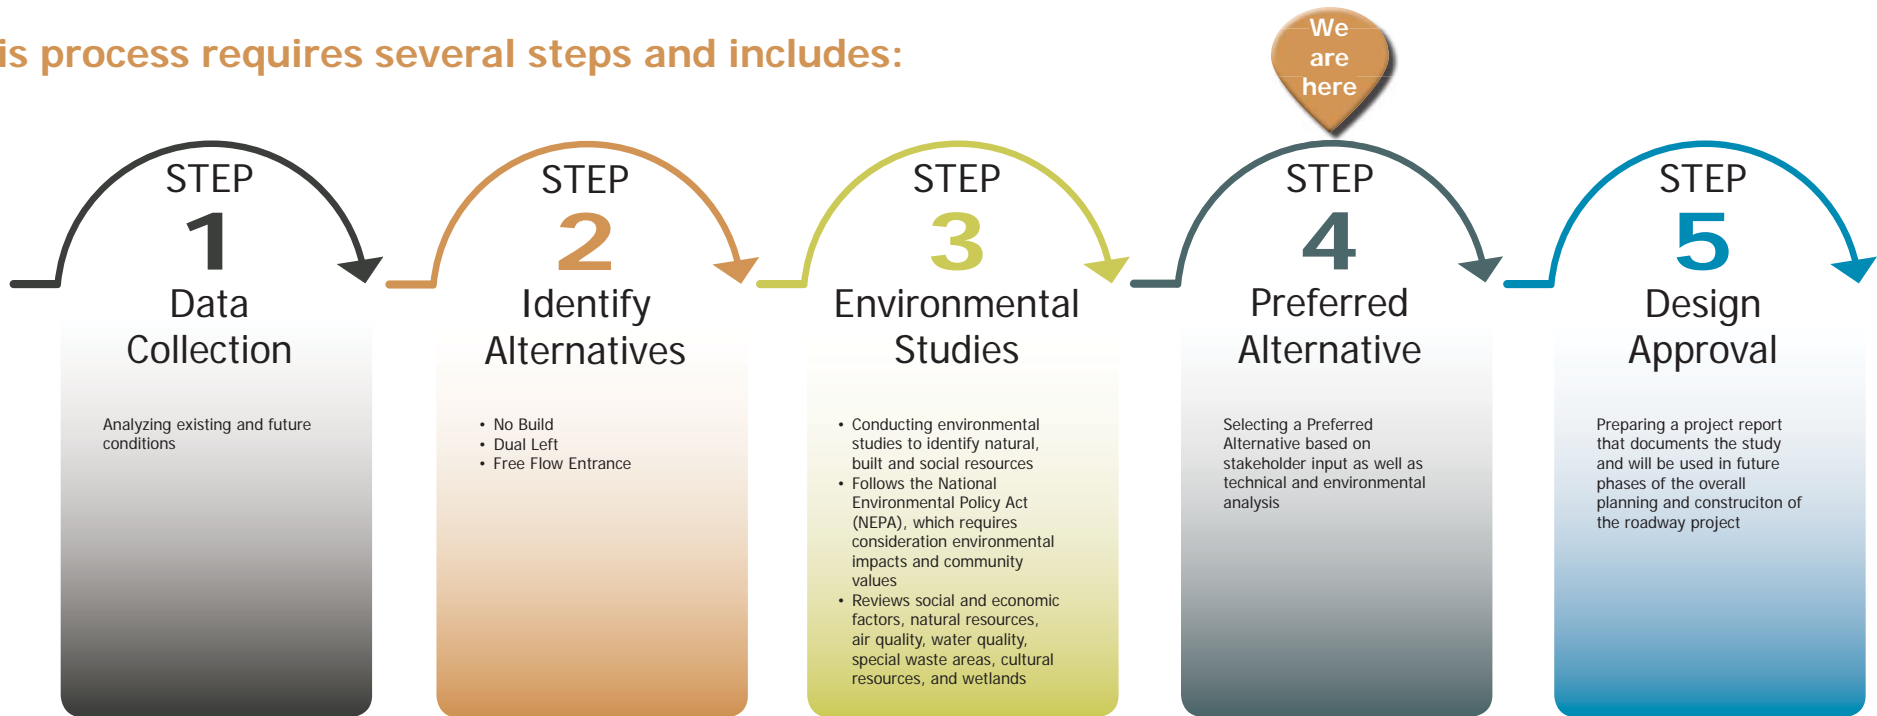 is process requires several steps and includes:
We
are
here
STEP
1
Data
Collection
Analyzing existing and future
conditions
STEP
2
Identify
Alternatives
• No Build
• Dual Left
• Free Flow Entrance
STEP
3
Environmental
Studies
• Conducting environmental
studies to identify natural,
built and social resources
• Follows the National
Environmental Policy Act
(NEPA), which requires
consideration environmental
impacts and community
values
• Reviews social and economic
factors, natural resources,
air quality, water quality,
special waste areas, cultural
resources, and wetlands
STEP
4
Preferred
Alternative
Selecting a Preferred
Alternative based on
stakeholder input as well as
technical and environmental
analysis
STEP
5
Design
Approval
Preparing a project report
that documents the study
and will be used in future
phases of the overall
planning and construciton of
the roadway project